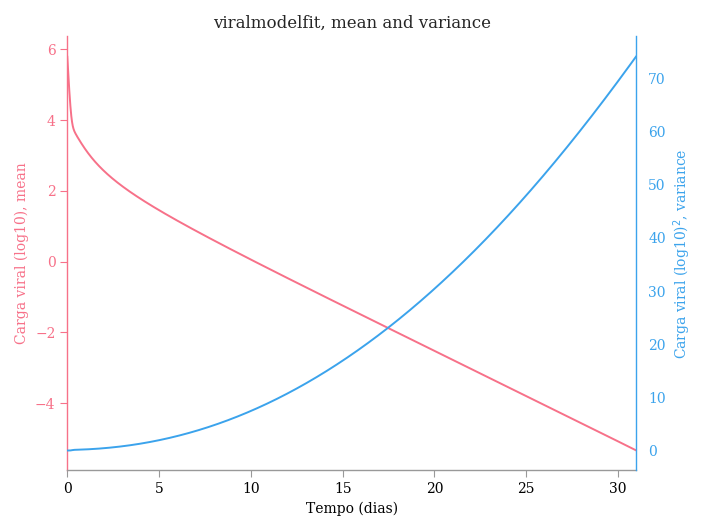 viralmodelfit, mean and variance
Carga viral (log10), mean
6
4
2
0
−2
−4
70
60
50
40
30
20
10
0
Carga viral (log10)², variance
0 5 10 15 20 25 30
Tempo (dias)